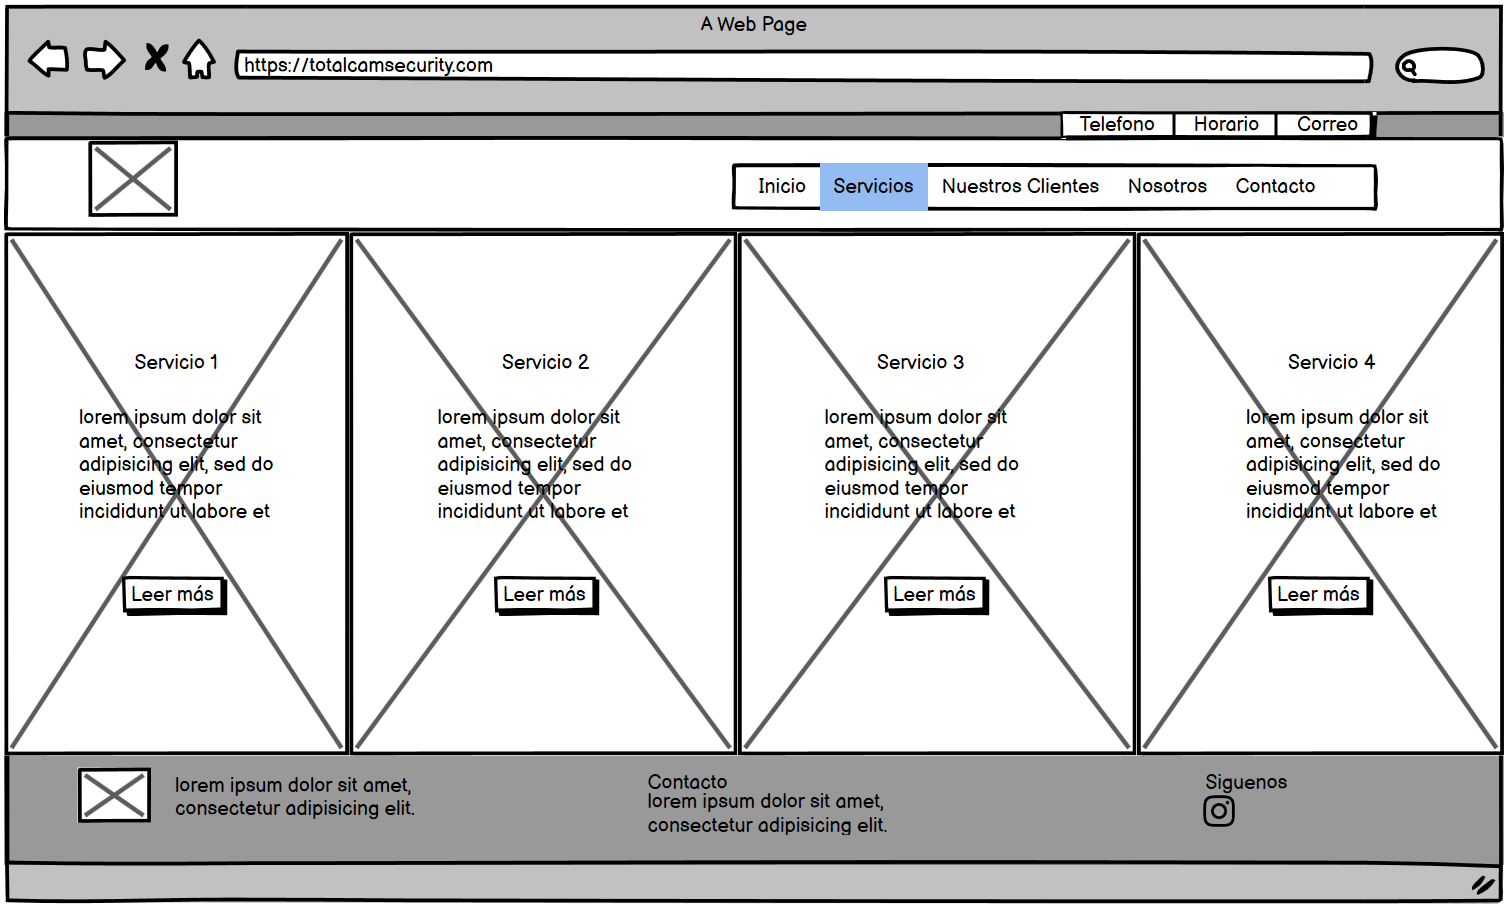 A Web Page
https://totalcamsecurity.com
Telefono
Horario
Correo
Inicio
Servicios
Nuestros Clientes
Nosotros
Contacto
Servicio 1
lorem ipsum dolor sit
amet, consectetur
adipisicing elit, sed do
eiusmod tempor
incididunt ut labore et
Leer más
Servicio 2
lorem ipsum dolor sit
amet, consectetur
adipisicing elit, sed do
eiusmod tempor
incididunt ut labore et
Leer más
Servicio 3
lorem ipsum dolor sit
amet, consectetur
adipisicing elit, sed do
eiusmod tempor
incididunt ut labore et
Leer más
Servicio 4
lorem ipsum dolor sit
amet, consectetur
adipisicing elit, sed do
eiusmod tempor
incididunt ut labore et
Leer más
lorem ipsum dolor sit amet,
consectetur adipisicing elit.
Contacto
lorem ipsum dolor sit amet,
consectetur adipisicing elit.
Siguenos